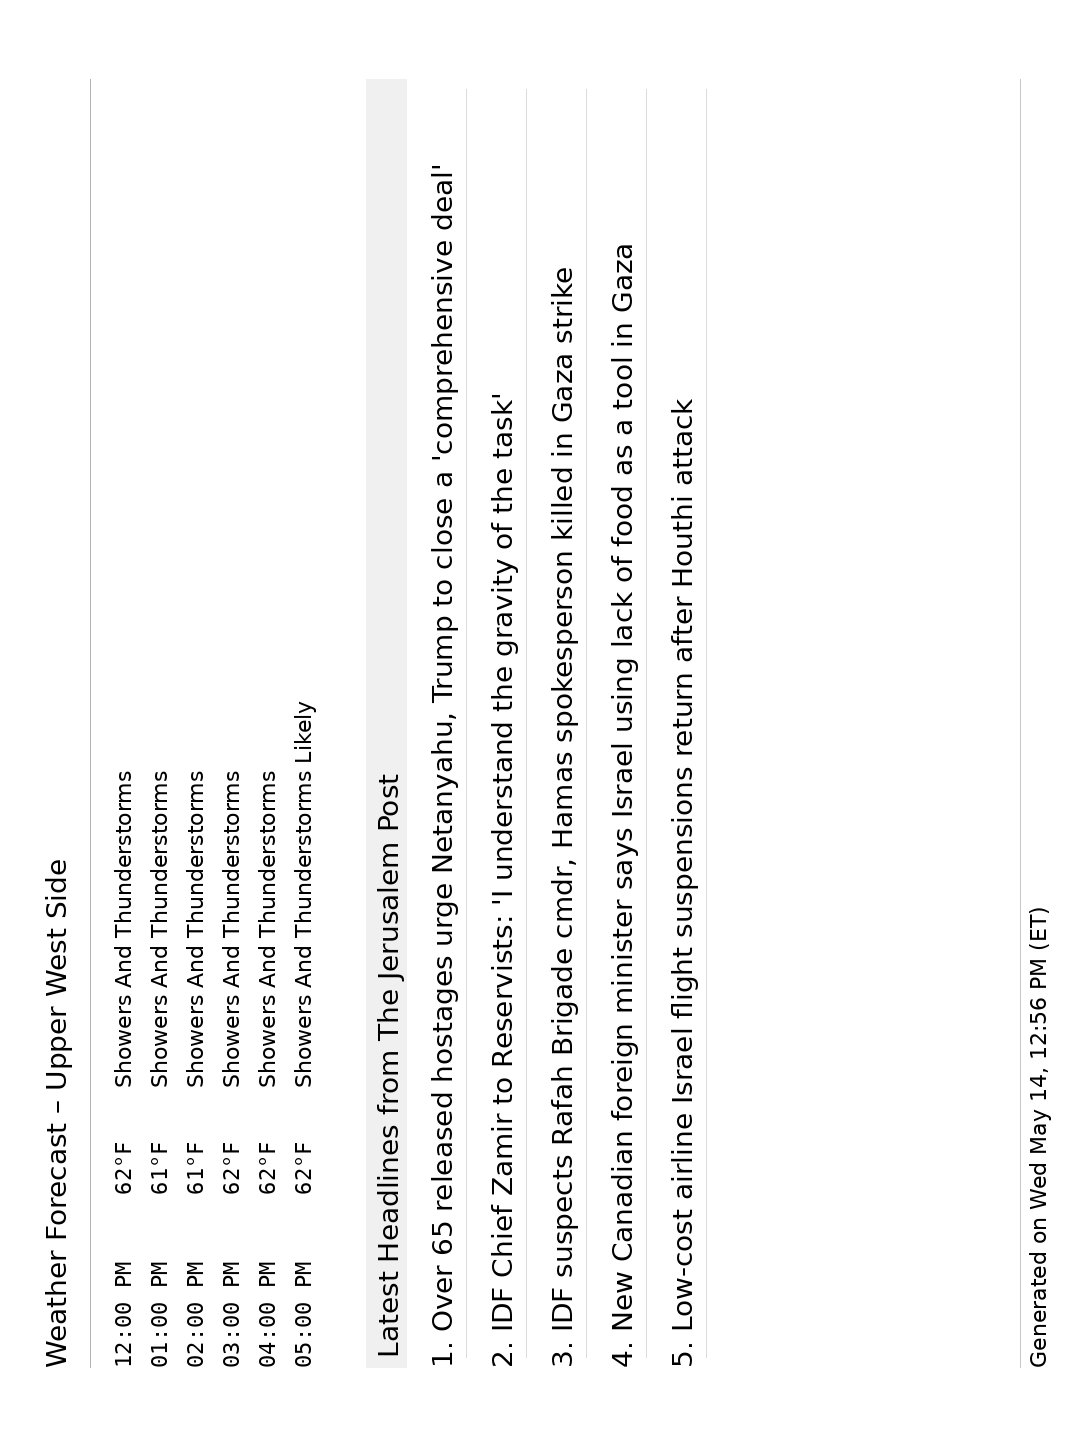 Weather Forecast – Upper West Side
12:00 PM 62°F Showers And Thunderstorms
01:00 PM 61°F Showers And Thunderstorms
02:00 PM 61°F Showers And Thunderstorms
03:00 PM 62°F Showers And Thunderstorms
04:00 PM 62°F Showers And Thunderstorms
05:00 PM 62°F Showers And Thunderstorms Likely
Latest Headlines from The Jerusalem Post
1. Over 65 released hostages urge Netanyahu, Trump to close a 'comprehensive deal'
2. IDF Chief Zamir to Reservists: 'I understand the gravity of the task'
3. IDF suspects Rafah Brigade cmdr, Hamas spokesperson killed in Gaza strike
4. New Canadian foreign minister says Israel using lack of food as a tool in Gaza
5. Low-cost airline Israel flight suspensions return after Houthi attack
Generated on Wed May 14, 12:56 PM (ET)